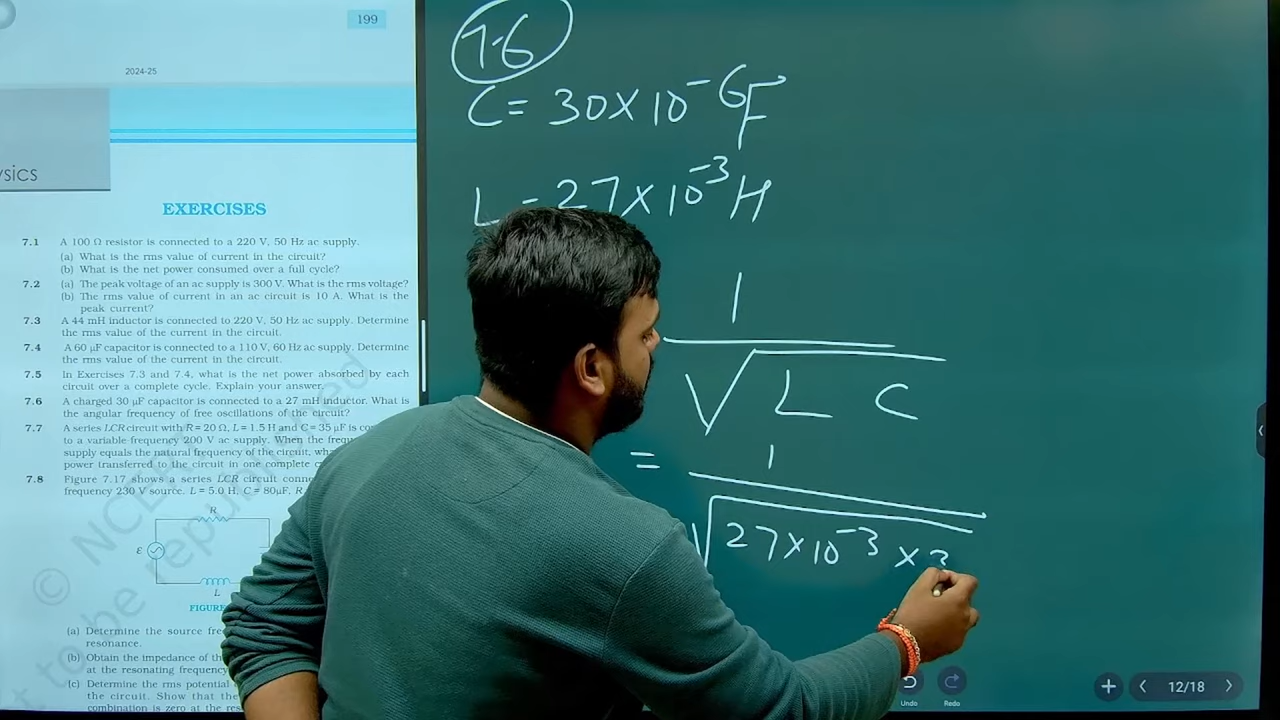 199
2024-25
EXERCISES
7.1 A 100 Ω resistor is connected to a 220 V, 50 Hz ac supply.
(a) What is the rms value of current in the circuit?
(b) What is the net power consumed over a full cycle?
7.2 (a) The peak voltage of an ac supply is 300 V. What is the rms voltage?
(b) The rms value of current in an ac circuit is 10 A. What is the
peak current?
7.3 A 44 mH inductor is connected to 220 V, 50 Hz ac supply. Determine
the rms value of the current in the circuit.
7.4 A 60 μF capacitor is connected to a 110 V, 60 Hz ac supply. Determine
the rms value of the current in the circuit.
7.5 In Exercises 7.3 and 7.4, what is the net power absorbed by each
circuit over a complete cycle. Explain your answer.
7.6 A charged 30 μF capacitor is connected to a 27 mH inductor. What is
the angular frequency of free oscillations of the circuit?
7.7 A series LCR circuit with R = 20 Ω, L = 1.5 H and C = 35 μF is
to a variable-frequency 200 V ac supply. When the
supply equals the natural frequency of the circuit,
power transferred to the circuit in one complete
7.8 Figure 7.17 shows a series LCR circuit
frequency 230 V source. L = 5.0 H, C = 80μF, R
R
ε
L
(a) Determine the source
resonance.
(b) Obtain the impedance of
at the resonating
(c) Determine the rms potential
the circuit. Show that the
combination is zero at the
© NCE
to be
7.6
C = 30 × 10⁻⁶F
L = 27 × 10⁻³ H
1
√ L C
= 1
√ 27 × 10⁻³ × 3
Undo Redo
12/18